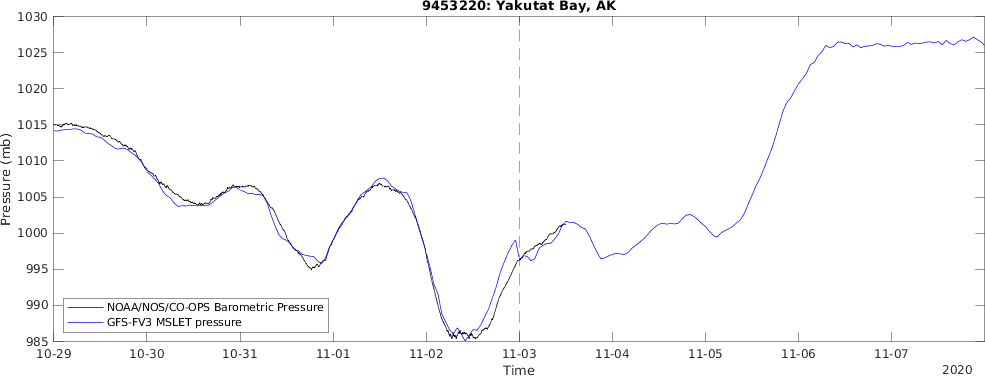 9453220: Yakutat Bay, AK
Pressure (mb)
1030
1025
1020
1015
1010
1005
1000
995
990
985
NOAA/NOS/CO-OPS Barometric Pressure
GFS-FV3 MSLET pressure
10-29 10-30 10-31 11-01 11-02 11-03 11-04 11-05 11-06 11-07
Time
2020